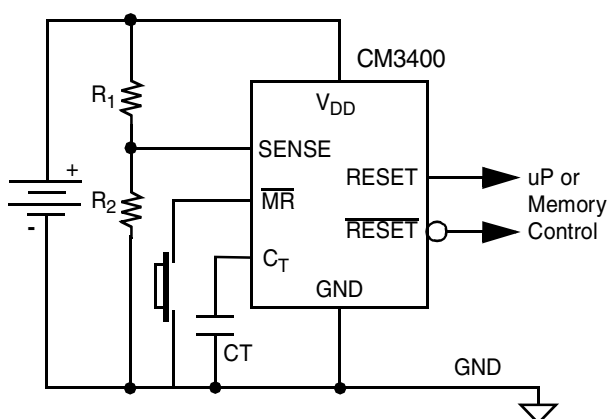 CM3400
R1
VDD
SENSE
RESET
uP or
Memory
Control
+
R2
MR
RESET
-
CT
GND
CT
GND